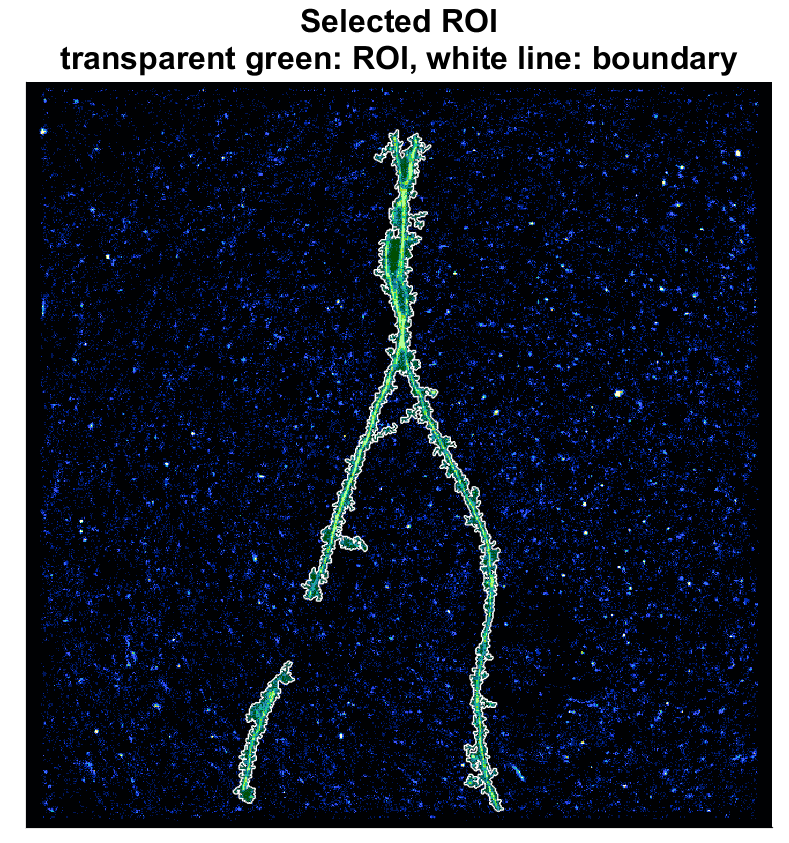 Selected ROI
transparent green: ROI, white line: boundary